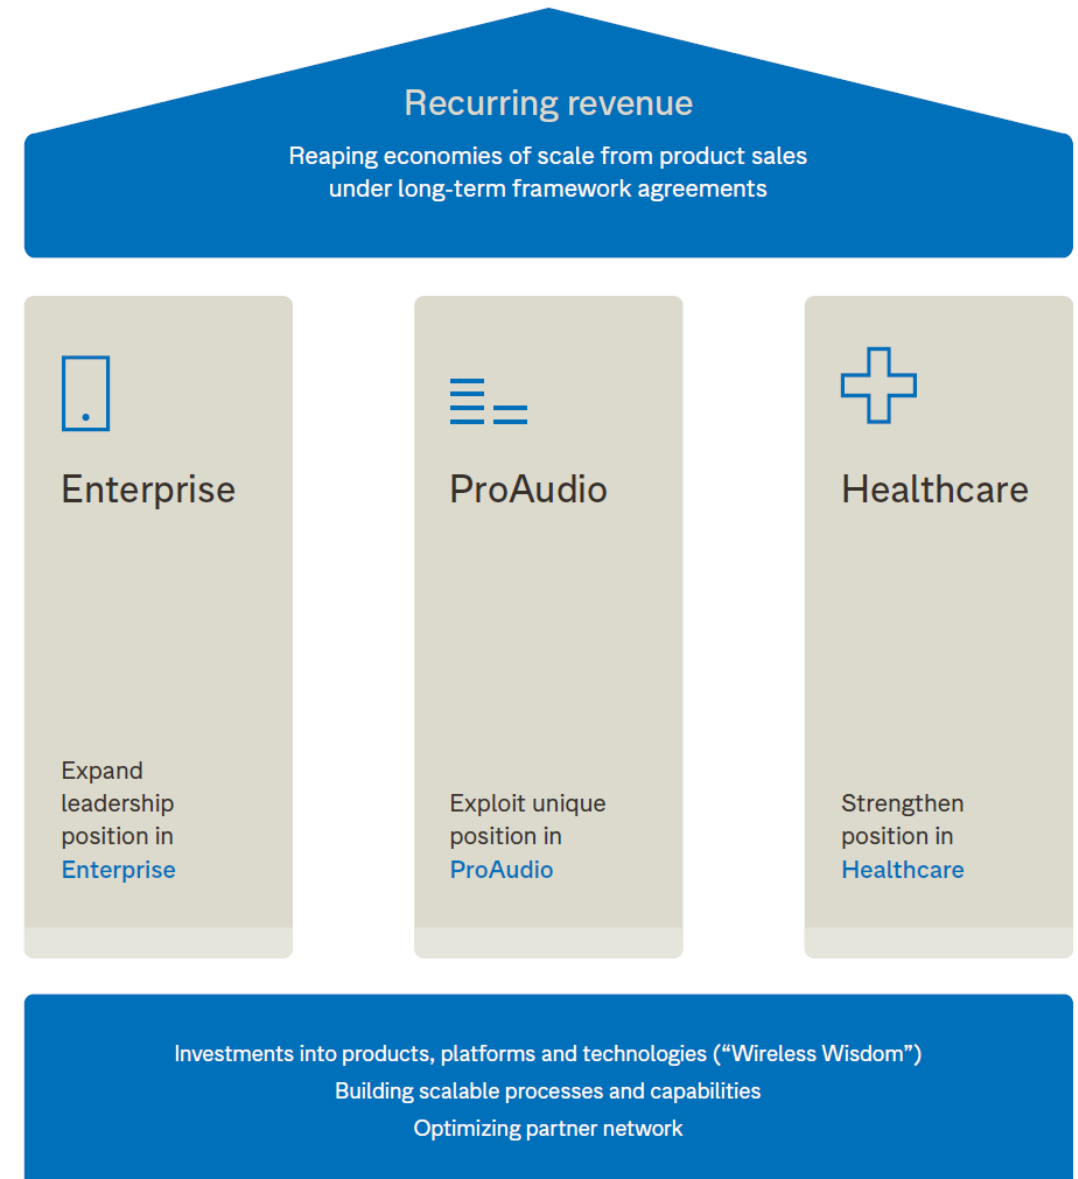 Recurring revenue
Reaping economies of scale from product sales
under long-term framework agreements
Enterprise
Expand
leadership
position in
Enterprise
ProAudio
Exploit unique
position in
ProAudio
Healthcare
Strengthen
position in
Healthcare
Investments into products, platforms and technologies (“Wireless Wisdom”)
Building scalable processes and capabilities
Optimizing partner network